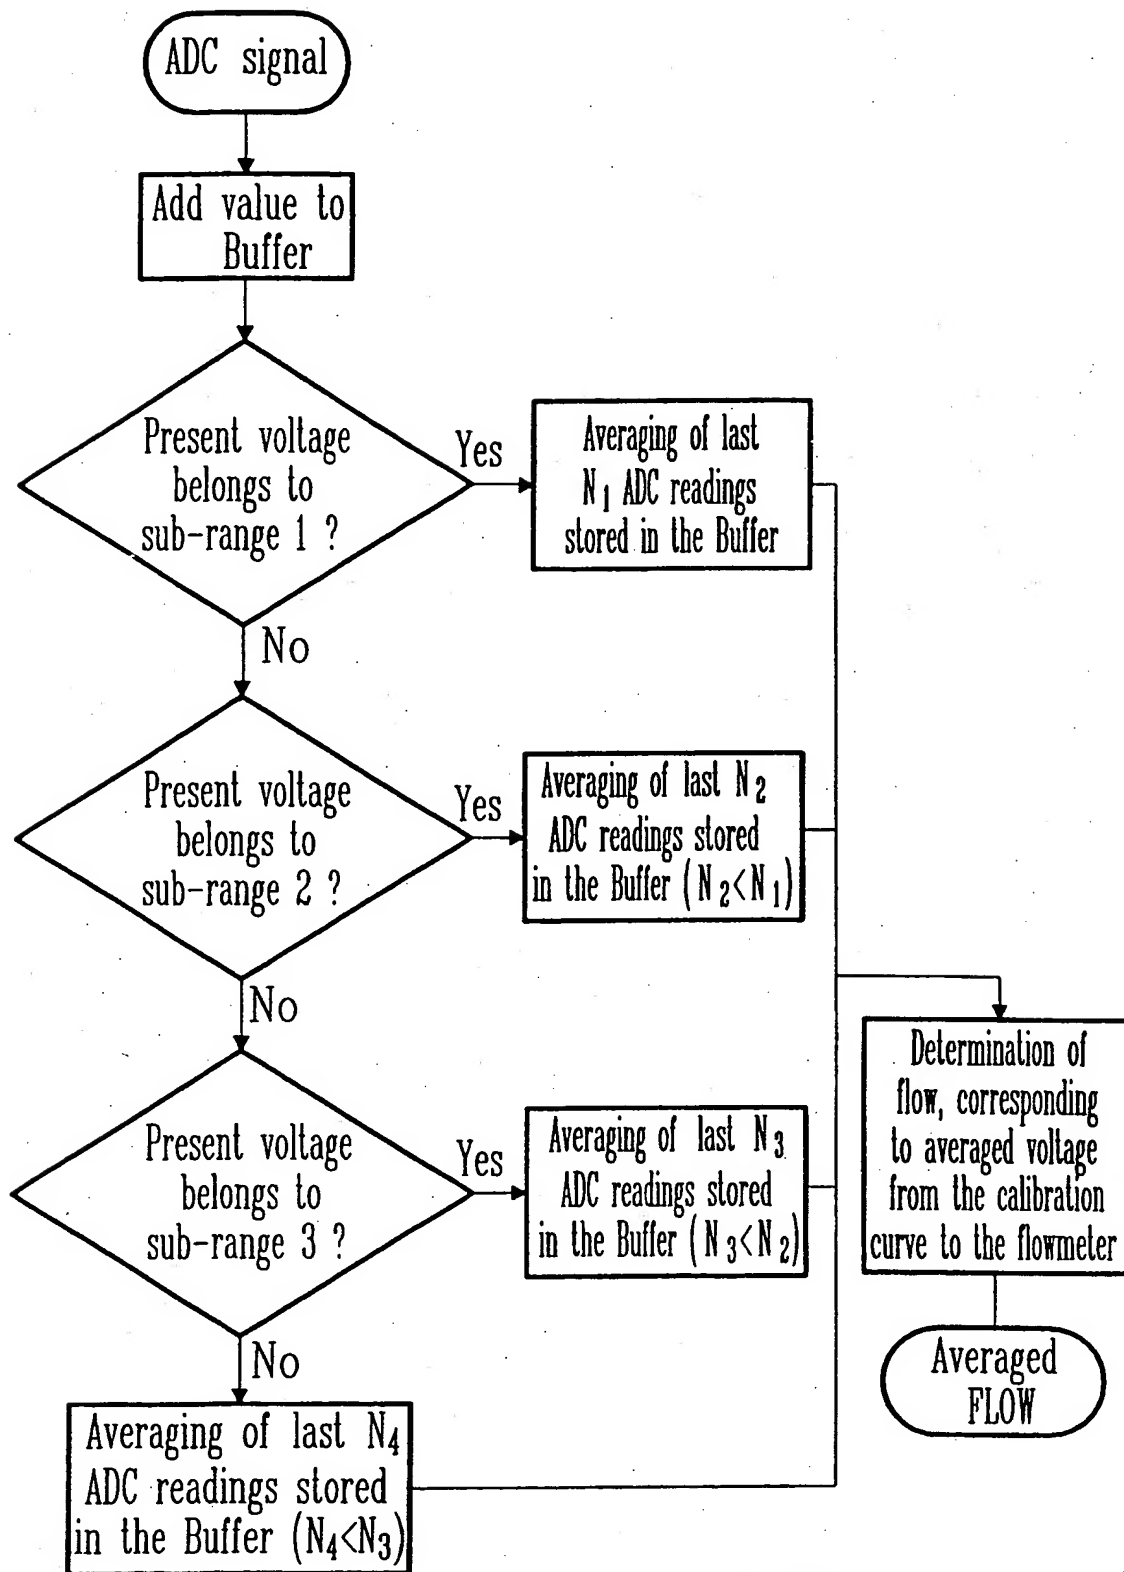 ADC signal
Add value to
Buffer
Present voltage
belongs to
sub-range 1 ?
Yes
Averaging of last
N1 ADC readings
stored in the Buffer
No
Present voltage
belongs to
sub-range 2 ?
Yes
Averaging of last N2
ADC readings stored
in the Buffer (N2<N1)
No
Present voltage
belongs to
sub-range 3 ?
Yes
Averaging of last N3
ADC readings stored
in the Buffer (N3<N2)
No
Averaging of last N4
ADC readings stored
in the Buffer (N4<N3)
Determination of
flow, corresponding
to averaged voltage
from the calibration
curve to the flowmeter
Averaged
FLOW